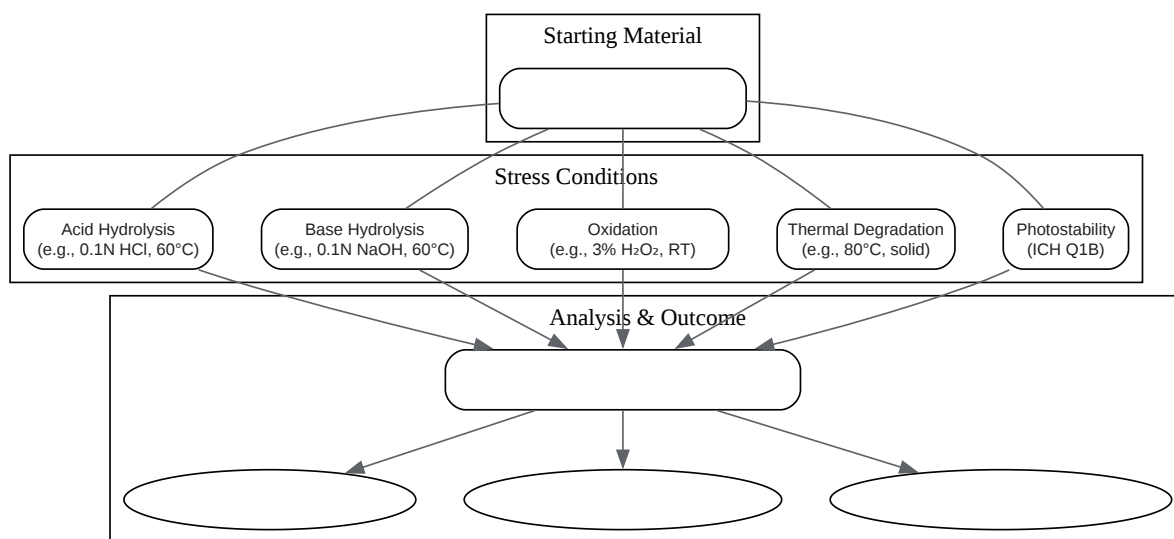 Starting Material
Stress Conditions
Acid Hydrolysis
(e.g., 0.1N HCl, 60°C)
Base Hydrolysis
(e.g., 0.1N NaOH, 60°C)
Oxidation
(e.g., 3% H₂O₂, RT)
Thermal Degradation
(e.g., 80°C, solid)
Photostability
(ICH Q1B)
Analysis & Outcome